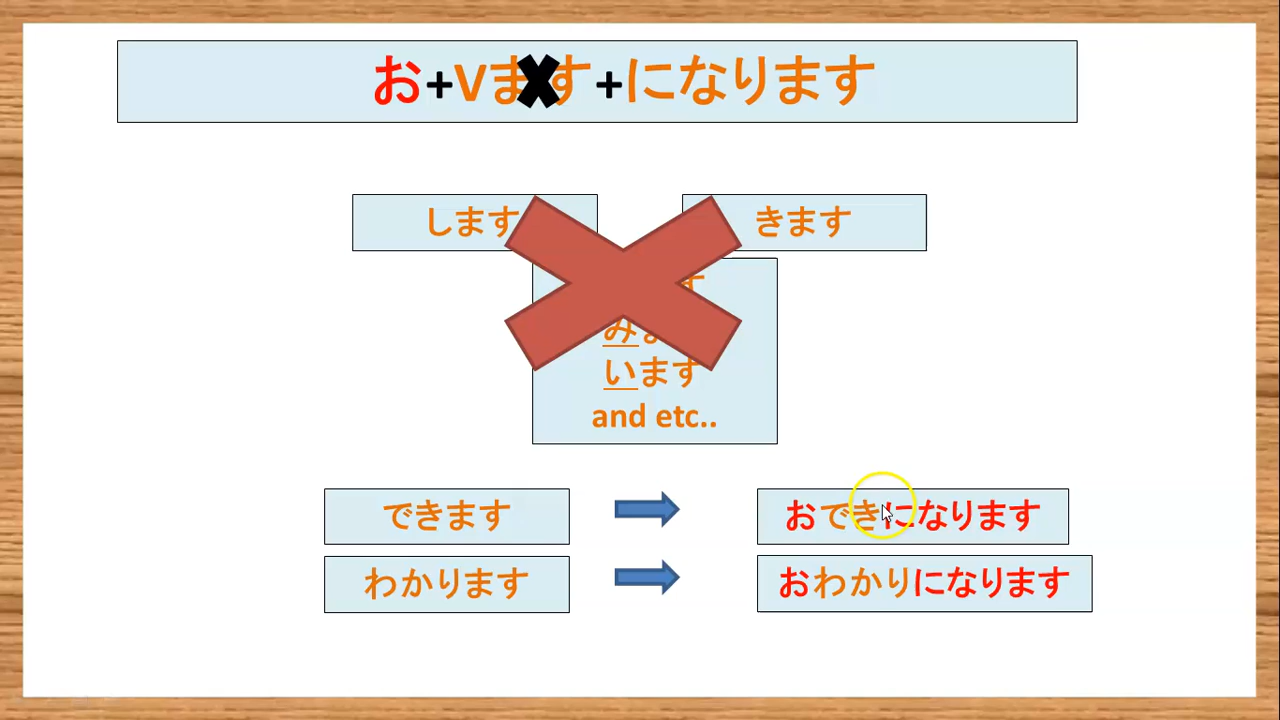 お+Vます+になります
します
きます
います
and etc..
できます
おできになります
わかります
おわかりになります